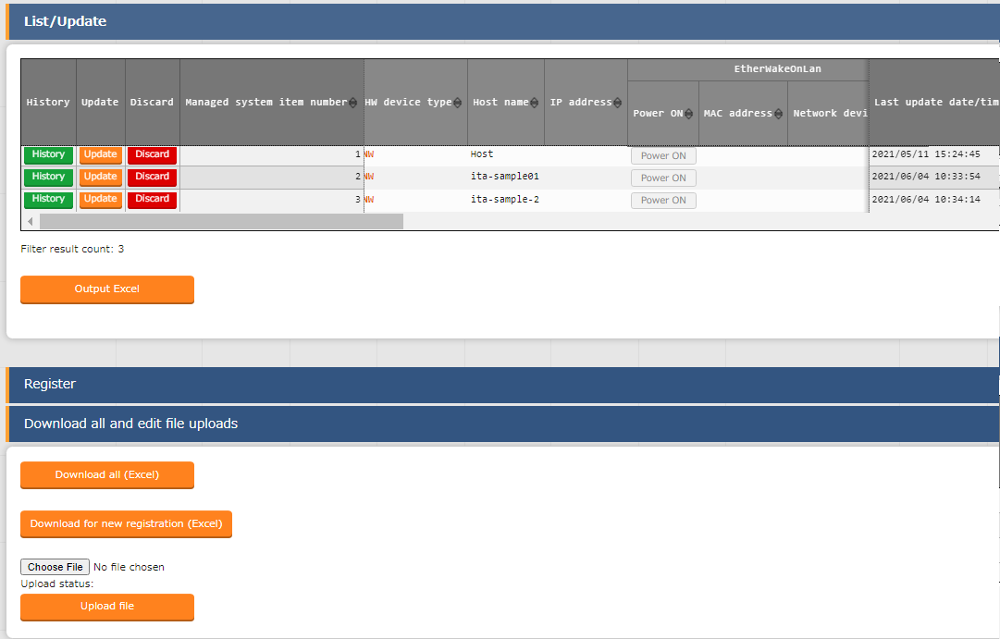 List/Update
EtherWakeOnLan
History Update Discard Managed system item number HW device type Host name IP address Last update date/tim
Power ON MAC address Network devi
History Update Discard 1 NW Host Power ON 2021/05/11 15:24:45
History Update Discard 2 NW ita-sample01 Power ON 2021/06/04 10:33:54
History Update Discard 3 NW ita-sample-2 Power ON 2021/06/04 10:34:14
Filter result count: 3
Output Excel
Register
Download all and edit file uploads
Download all (Excel)
Download for new registration (Excel)
Choose File No file chosen
Upload status:
Upload file